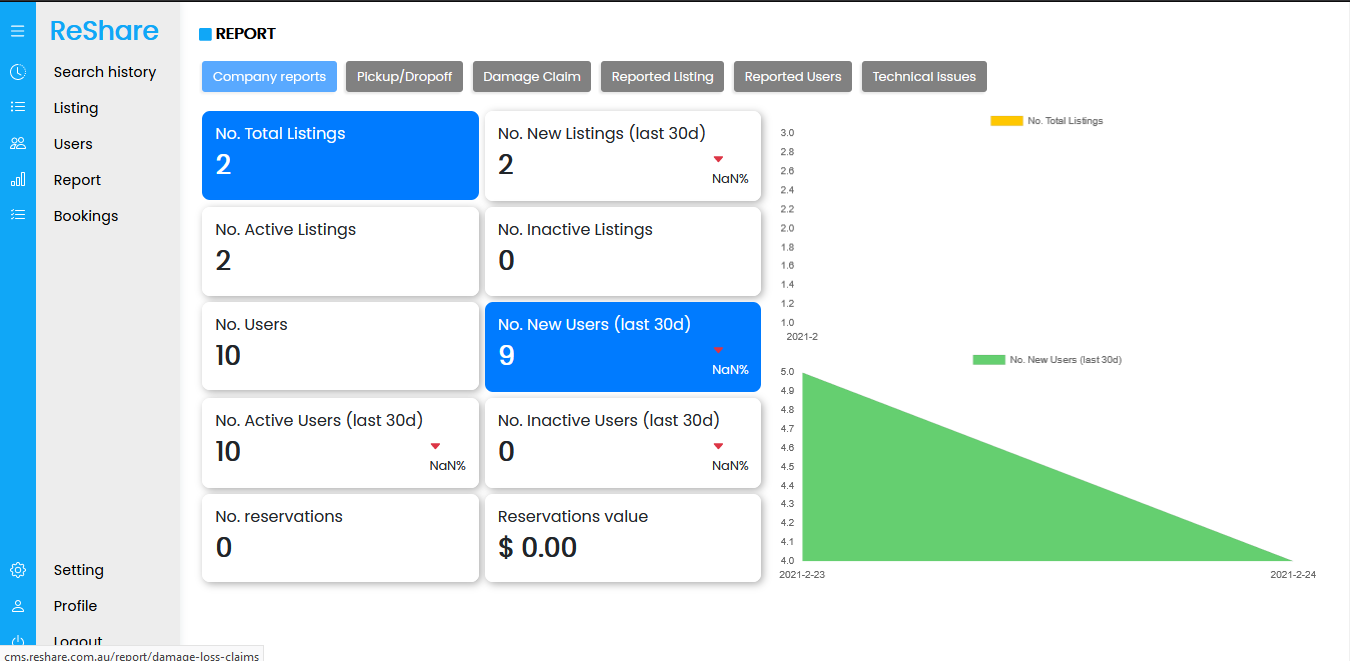 ReShare
Search history
Listing
Users
Report
Bookings
Setting
Profile
Logout
cms.reshare.com.au/report/damage-loss-claims
REPORT
Company reports
Pickup/Dropoff
Damage Claim
Reported Listing
Reported Users
Technical issues
No. Total Listings
2
No. New Listings (last 30d)
2
NaN%
No. Active Listings
2
No. Inactive Listings
0
No. Users
10
No. New Users (last 30d)
9
NaN%
No. Active Users (last 30d)
10
NaN%
No. Inactive Users (last 30d)
0
NaN%
No. reservations
0
Reservations value
$ 0.00
No. Total Listings
3.0
2.8
2.6
2.4
2.2
2.0
1.8
1.6
1.4
1.2
1.0
2021-2
No. New Users (last 30d)
5.0
4.9
4.8
4.7
4.6
4.5
4.4
4.3
4.2
4.1
4.0
2021-2-23
2021-2-24